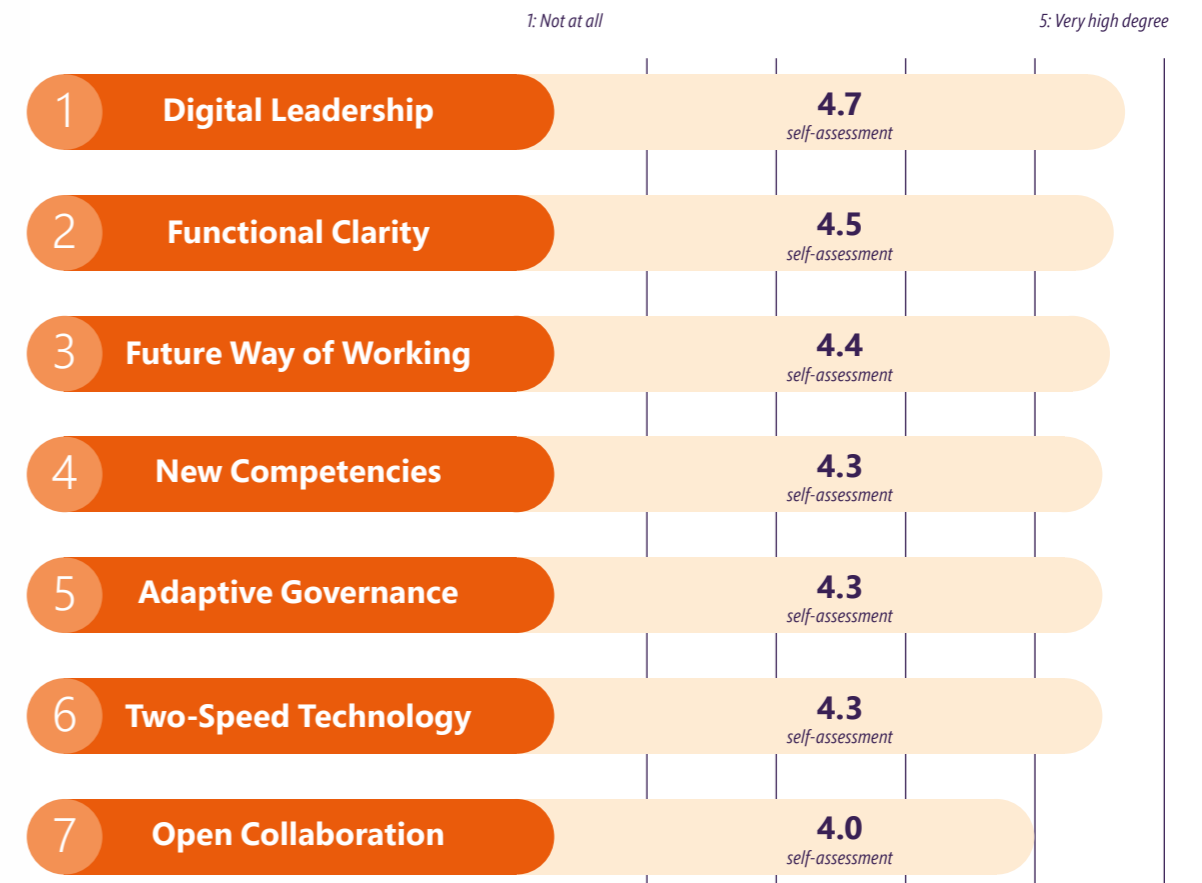 1: Not at all
5: Very high degree
1
Digital Leadership
4.7
self-assessment
2
Functional Clarity
4.5
self-assessment
3
Future Way of Working
4.4
self-assessment
4
New Competencies
4.3
self-assessment
5
Adaptive Governance
4.3
self-assessment
6
Two-Speed Technology
4.3
self-assessment
7
Open Collaboration
4.0
self-assessment